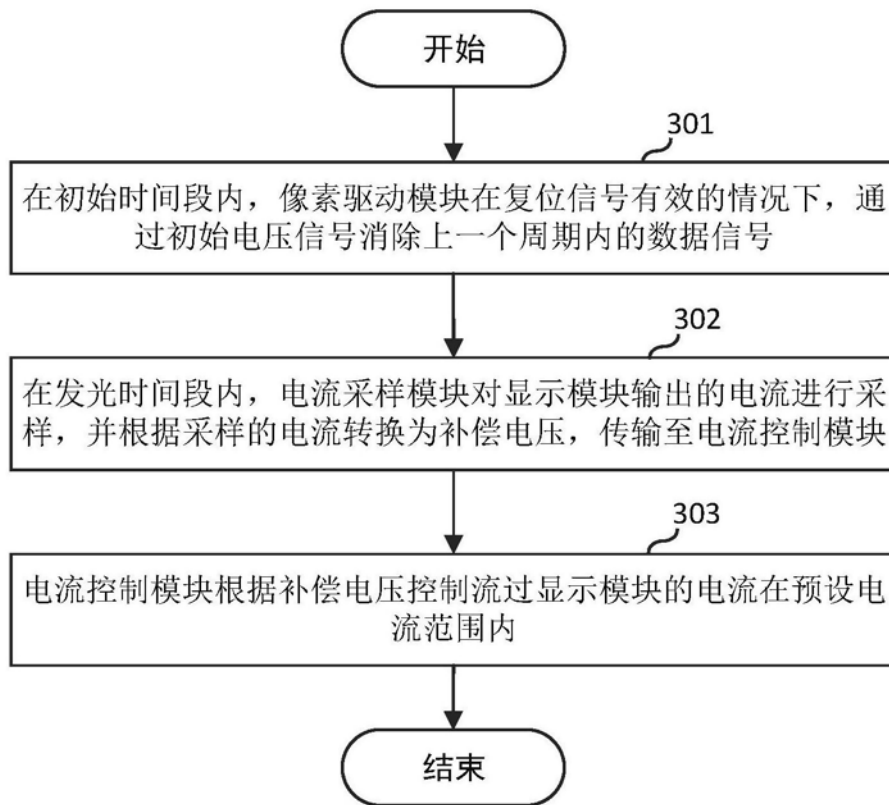 开始
301
在初始时间段内，像素驱动模块在复位信号有效的情况下，通
过初始电压信号消除上一个周期内的数据信号
302
在发光时间段内，电流采样模块对显示模块输出的电流进行采
样，并根据采样的电流转换为补偿电压，传输至电流控制模块
303
电流控制模块根据补偿电压控制流过显示模块的电流在预设电
流范围内
结束